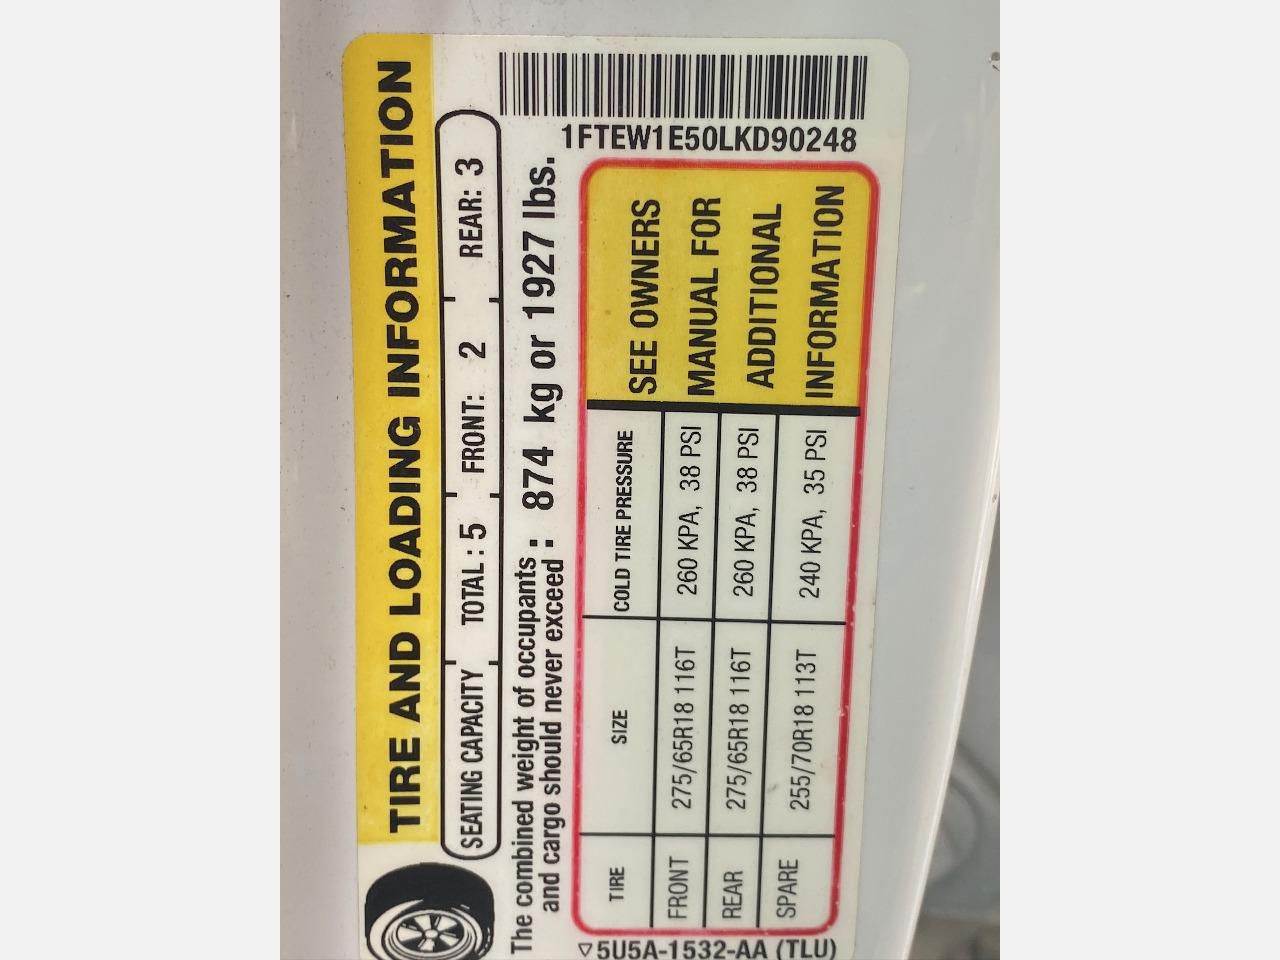 TIRE AND LOADING INFORMATION
SEATING CAPACITY TOTAL : 5 FRONT: 2 REAR: 3
The combined weight of occupants : 874 kg or 1927 lbs.
and cargo should never exceed :
1FTEW1E50LKD90248
TIRE SIZE COLD TIRE PRESSURE
FRONT 275/65R18 116T 260 KPA, 38 PSI
REAR 275/65R18 116T 260 KPA, 38 PSI
SPARE 255/70R18 113T 240 KPA, 35 PSI
SEE OWNERS
MANUAL FOR
ADDITIONAL
INFORMATION
5U5A-1532-AA (TLU)